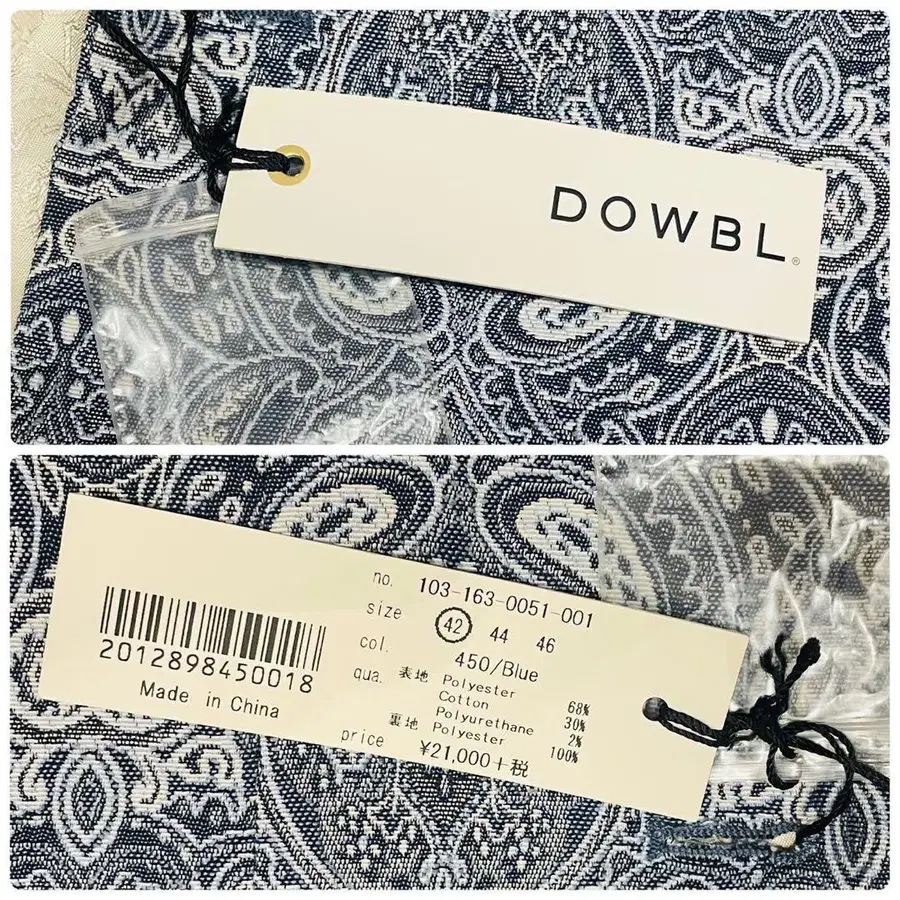 DOWBL®
no. 103-163-0051-001
size 42 44 46
col. 450/Blue
qua. 表地 Polyester 68%
Cotton 30%
Polyurethane 2%
裏地 Polyester 100%
price ¥21,000+税
2012898450018
Made in China